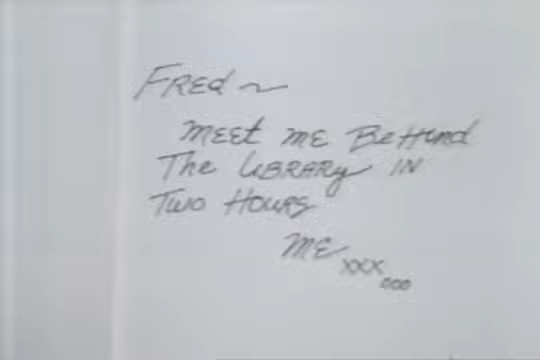 FREd ~
MEEt ME BEHind
The LiBRARy IN
Two HouRs
ME xxx
ooo